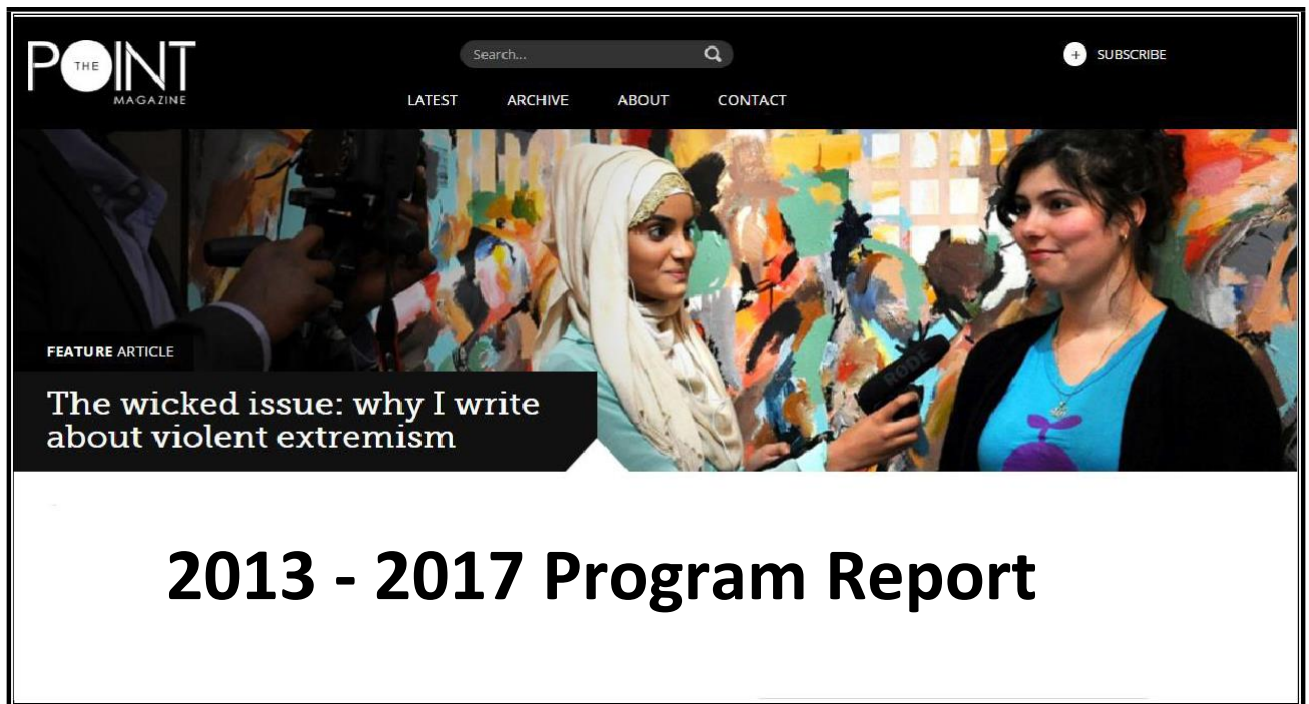 THE
POINT
MAGAZINE
Search...
SUBSCRIBE
LATEST ARCHIVE ABOUT CONTACT
RØDE
FEATURE ARTICLE
The wicked issue: why I write
about violent extremism
2013 - 2017 Program Report